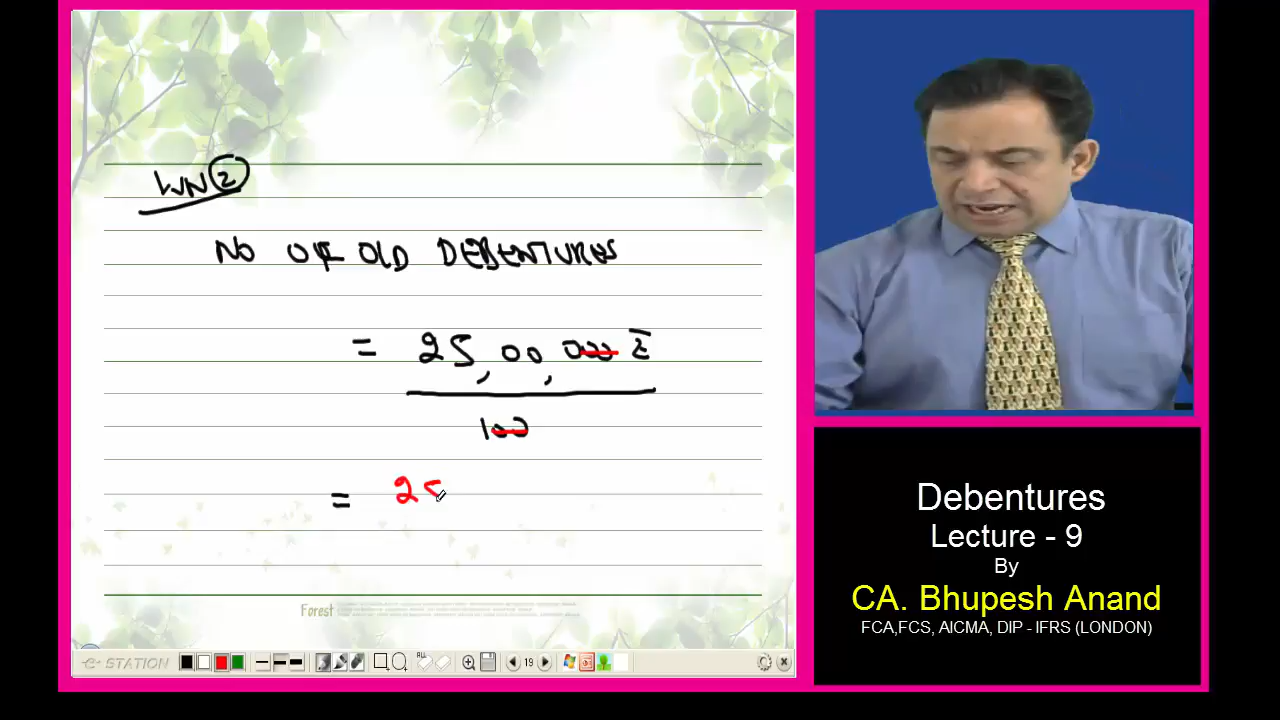 WN 2
NO OF OLD DEBENTURES
= 25,00,000
100
= 25
Forest
e-STATION
ALL
19
Debentures
Lecture - 9
By
CA. Bhupesh Anand
FCA,FCS, AICMA, DIP - IFRS (LONDON)